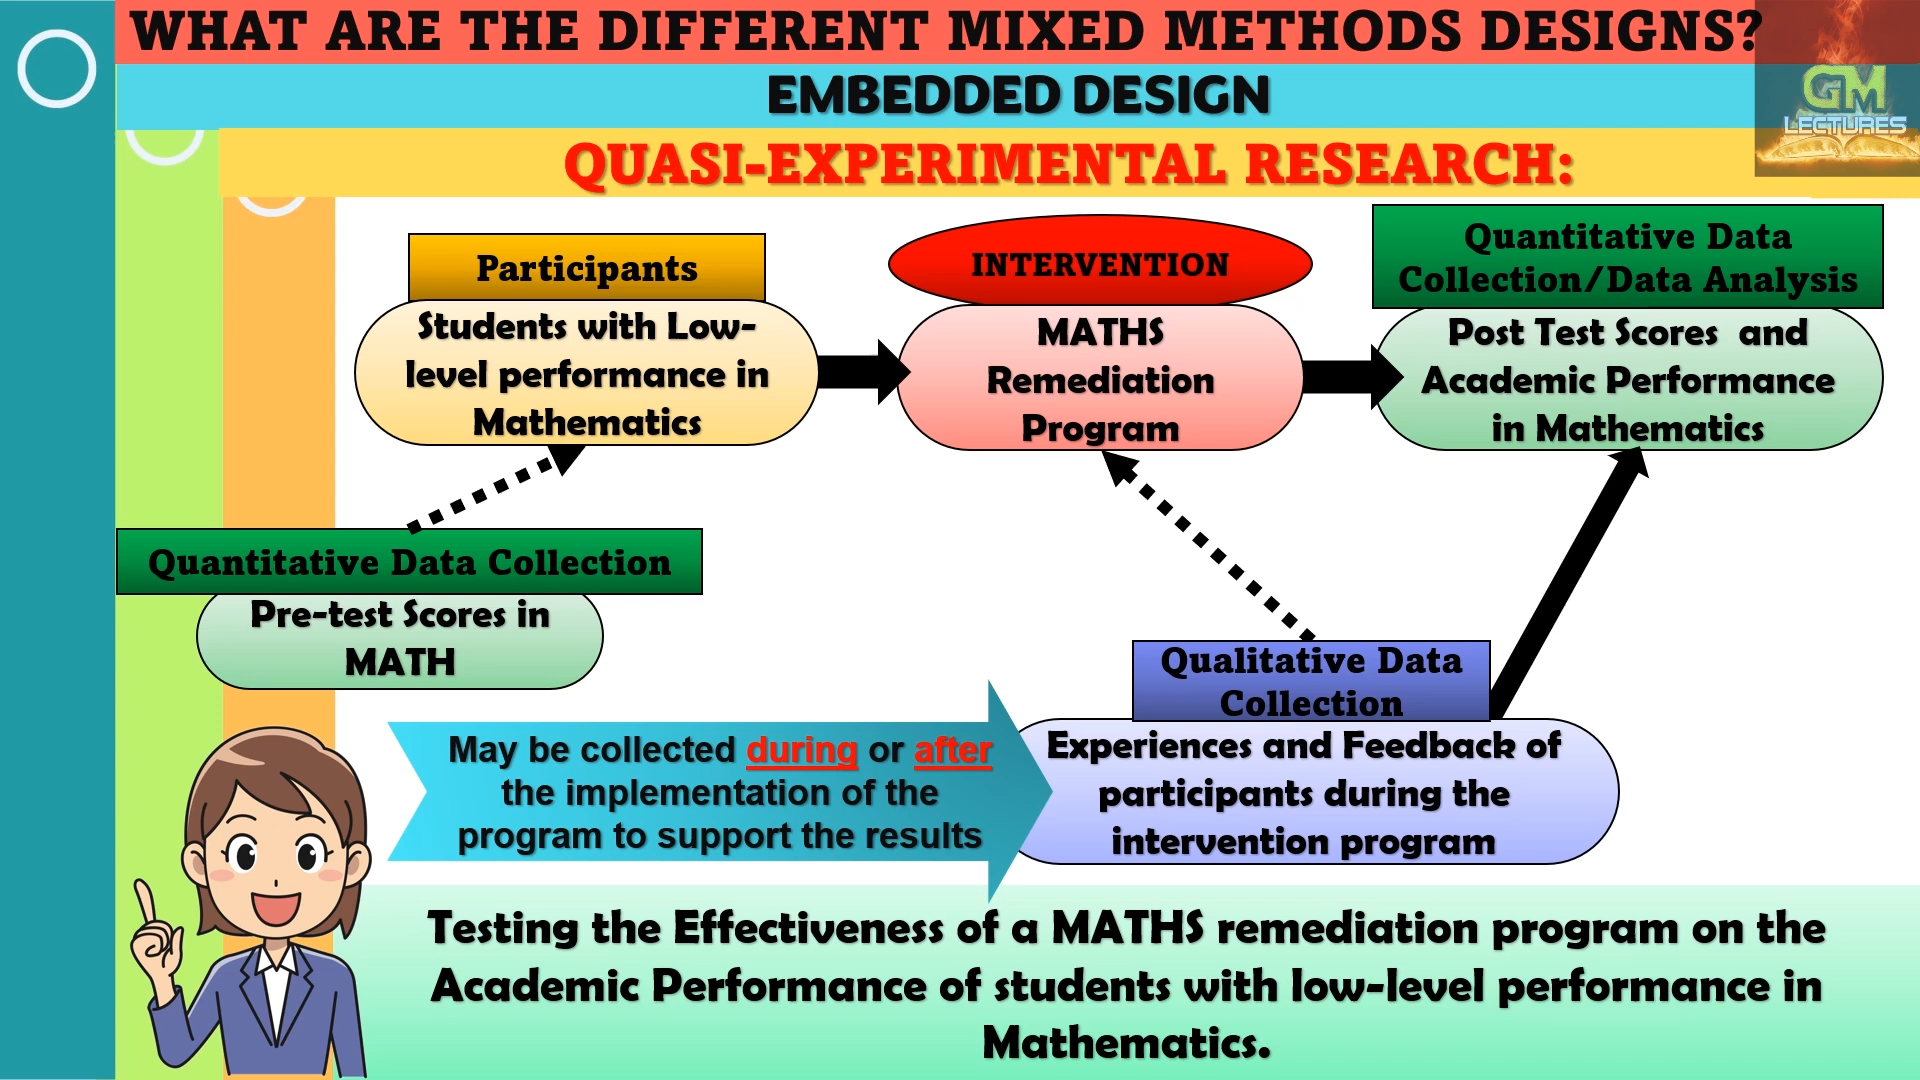 WHAT ARE THE DIFFERENT MIXED METHODS DESIGNS?
GM
LECTURES
EMBEDDED DESIGN
QUASI-EXPERIMENTAL RESEARCH:
Participants
Students with Low-
level performance in
Mathematics
INTERVENTION
MATHS
Remediation
Program
Quantitative Data
Collection/Data Analysis
Post Test Scores and
Academic Performance
in Mathematics
Quantitative Data Collection
Pre-test Scores in
MATH
Qualitative Data
Collection
Experiences and Feedback of
participants during the
intervention program
May be collected during or after
the implementation of the
program to support the results
Testing the Effectiveness of a MATHS remediation program on the
Academic Performance of students with low-level performance in
Mathematics.